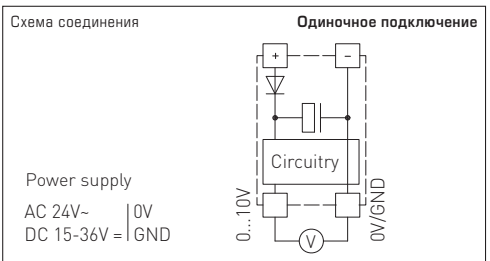 Схема соединения
Одиночное подключение
+ −
Circuitry
Power supply
AC 24V~ | 0V
DC 15-36V = | GND
0...10V
0V/GND
V